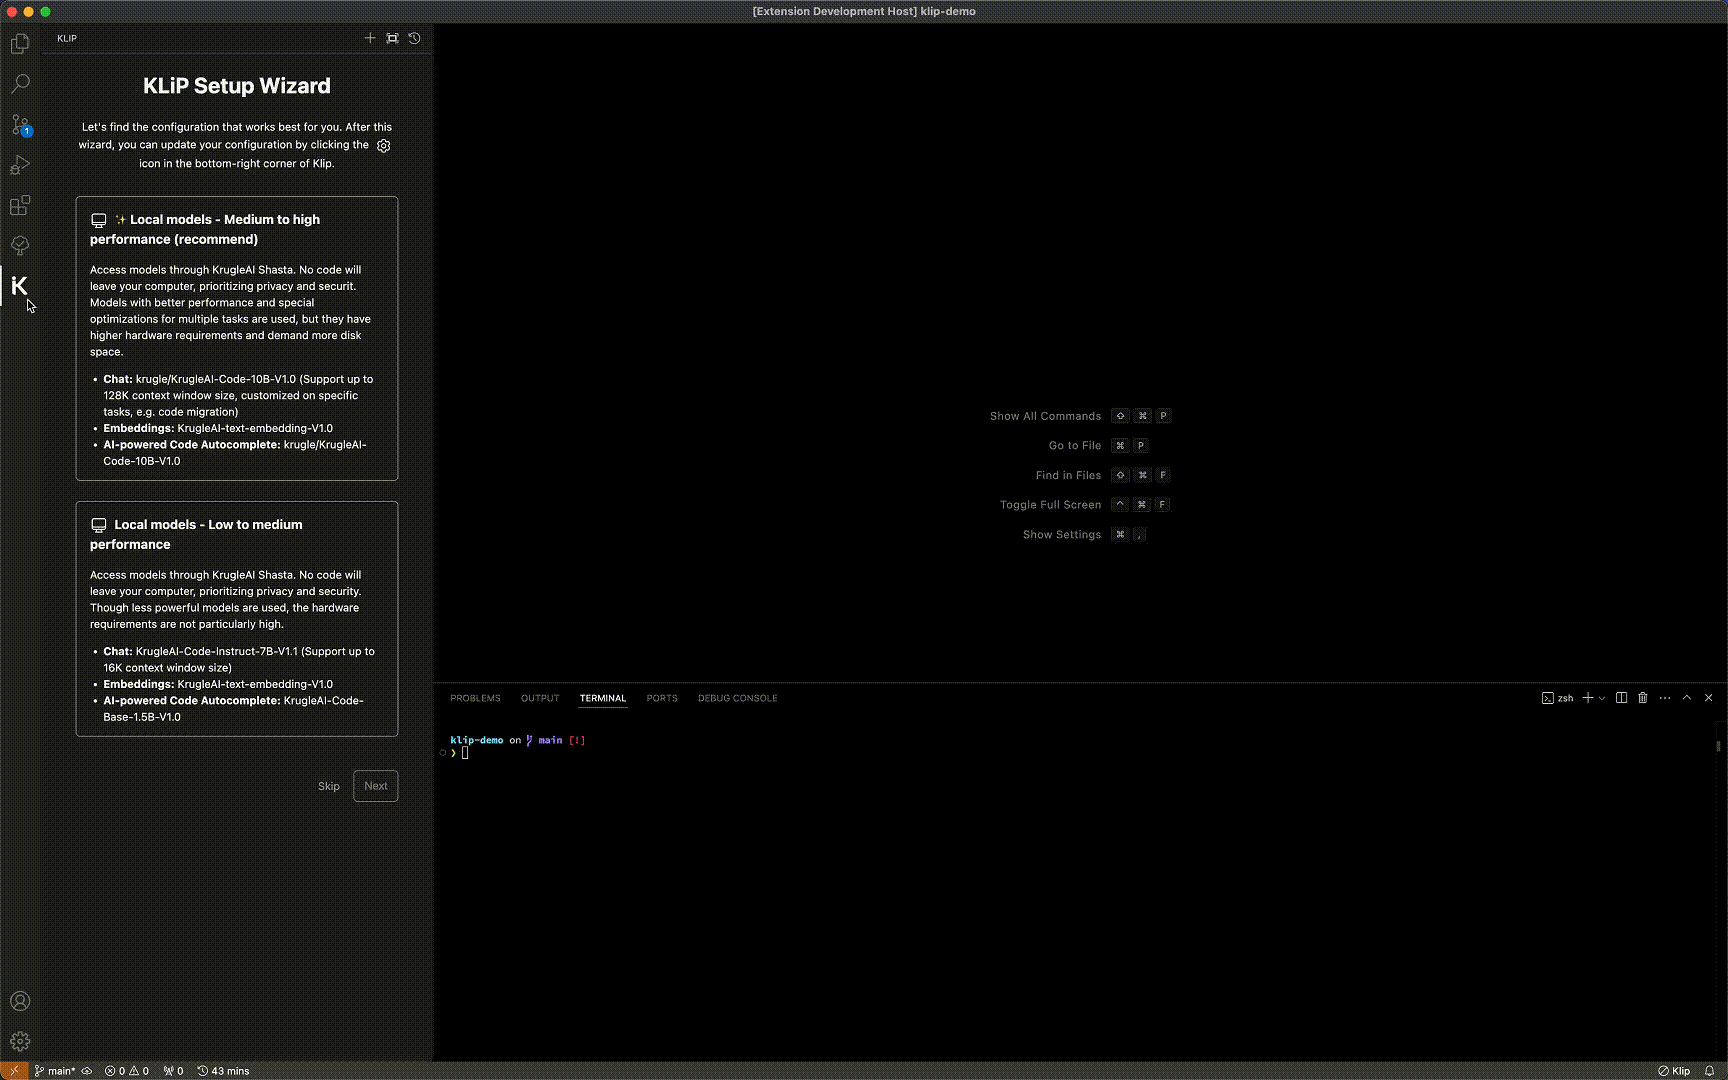 [Extension Development Host] klip-demo
KLIP
KLiP Setup Wizard
Let's find the configuration that works best for you. After this
wizard, you can update your configuration by clicking the
icon in the bottom-right corner of Klip.
✨ Local models - Medium to high
performance (recommend)
Access models through KrugleAI Shasta. No code will
leave your computer, prioritizing privacy and securit.
Models with better performance and special
optimizations for multiple tasks are used, but they have
higher hardware requirements and demand more disk
space.
• Chat: krugle/KrugleAI-Code-10B-V1.0 (Support up to
128K context window size, customized on specific
tasks, e.g. code migration)
• Embeddings: KrugleAI-text-embedding-V1.0
• AI-powered Code Autocomplete: krugle/KrugleAI-
Code-10B-V1.0
Local models - Low to medium
performance
Access models through KrugleAI Shasta. No code will
leave your computer, prioritizing privacy and security.
Though less powerful models are used, the hardware
requirements are not particularly high.
• Chat: KrugleAI-Code-Instruct-7B-V1.1 (Support up to
16K context window size)
• Embeddings: KrugleAI-text-embedding-V1.0
• AI-powered Code Autocomplete: KrugleAI-Code-
Base-1.5B-V1.0
Skip Next
1
K
Show All Commands ⇧ ⌘ P
Go to File ⌘ P
Find in Files ⇧ ⌘ F
Toggle Full Screen ^ ⌘ F
Show Settings ⌘ ,
PROBLEMS OUTPUT TERMINAL PORTS DEBUG CONSOLE
zsh
klip-demo on main [!]
❯
main* 0 0 0 43 mins
Klip